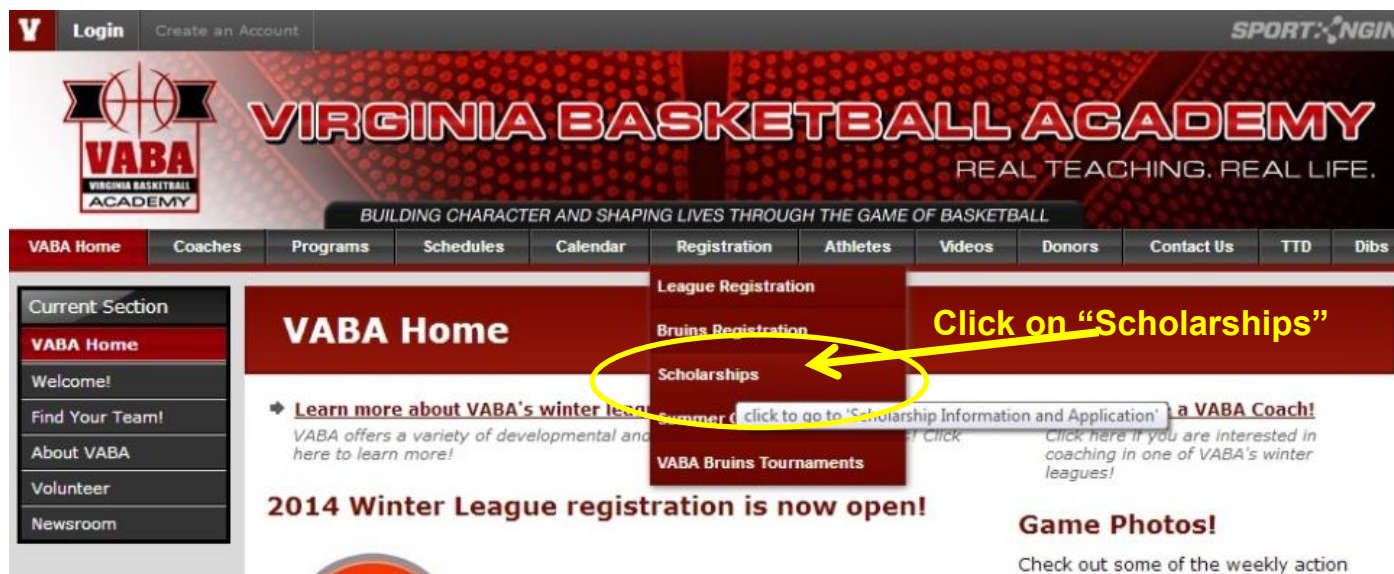 V Login Create an Account
SPORT NGIN
VABA
VIRGINIA BASKETBALL
ACADEMY
VIRGINIA BASKETBALL ACADEMY
REAL TEACHING. REAL LIFE.
BUILDING CHARACTER AND SHAPING LIVES THROUGH THE GAME OF BASKETBALL
VABA Home Coaches Programs Schedules Calendar Registration Athletes Videos Donors Contact Us TTD Dibs
League Registration
Bruins Registration
Scholarships
Summer
click to go to 'Scholarship Information and Application'
VABA Bruins Tournaments
Click on “Scholarships”
Current Section
VABA Home
Welcome!
Find Your Team!
About VABA
Volunteer
Newsroom
VABA Home
Learn more about VABA's winter
VABA offers a variety of developmental and ! Click
here to learn more!
2014 Winter League registration is now open!
a VABA Coach!
Click here if you are interested in
coaching in one of VABA's winter
leagues!
Game Photos!
Check out some of the weekly action